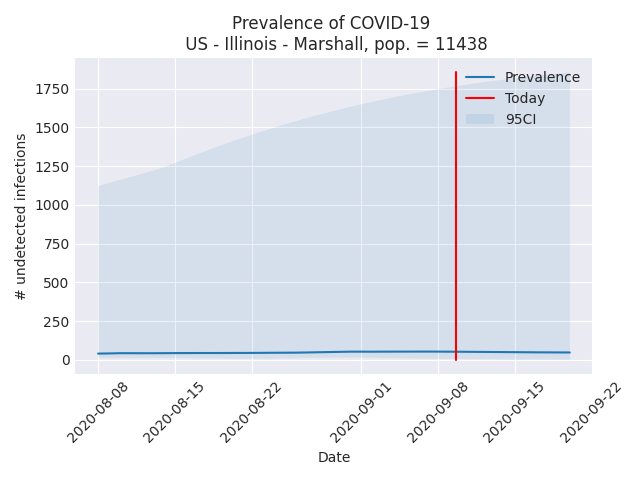 Prevalence of COVID-19
US - Illinois - Marshall, pop. = 11438
Prevalence
Today
95CI
# undetected infections
1750
1500
1250
1000
750
500
250
0
2020-08-08
2020-08-15
2020-08-22
2020-09-01
2020-09-08
2020-09-15
2020-09-22
Date